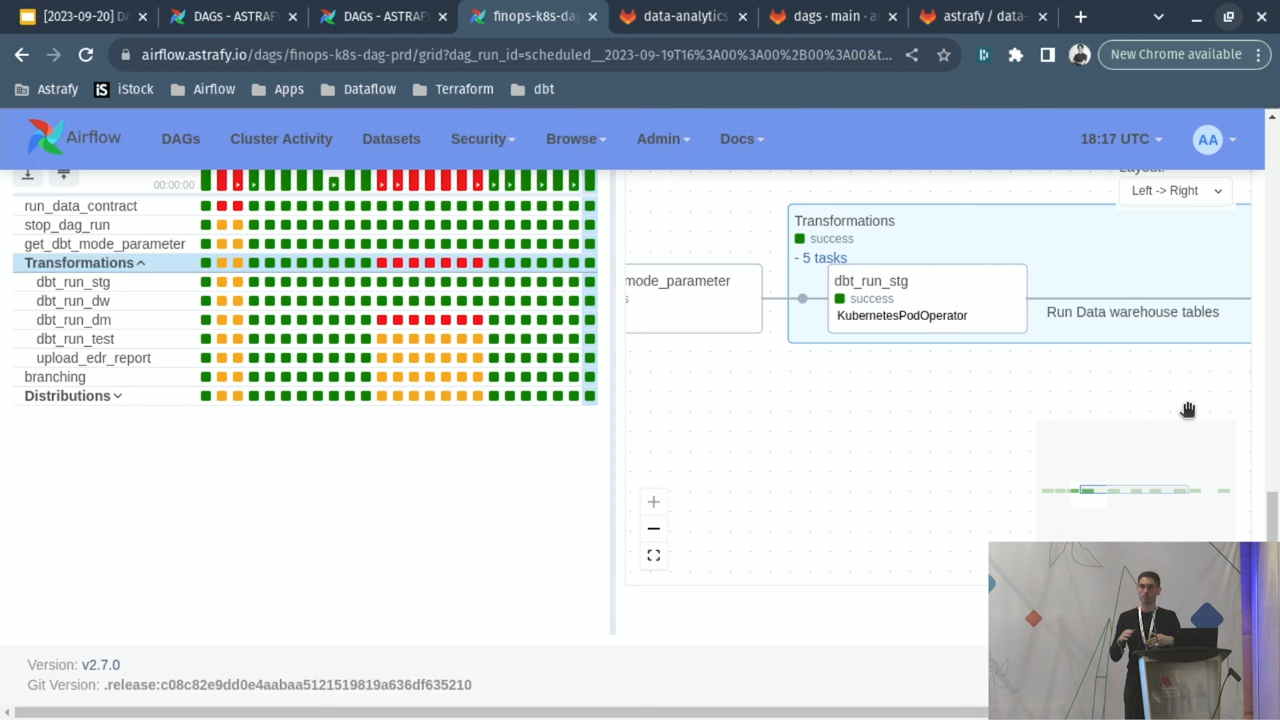 [2023-09-20] D
DAGs - ASTRAF
DAGs - ASTRAF
finops-k8s-da
data-analytics
dags · main · a
astrafy / data-
airflow.astrafy.io/dags/finops-k8s-dag-prd/grid?dag_run_id=scheduled__2023-09-19T16%3A00%3A00%2B00%3A00&t...
New Chrome available
Astrafy
iStock
Airflow
Apps
Dataflow
Terraform
dbt
Airflow
DAGs
Cluster Activity
Datasets
Security
Browse
Admin
Docs
18:17 UTC
AA
00:00:00
run_data_contract
stop_dag_run
get_dbt_mode_parameter
Transformations
dbt_run_stg
dbt_run_dw
dbt_run_dm
dbt_run_test
upload_edr_report
branching
Distributions
Layout:
Left -> Right
Transformations
success
- 5 tasks
mode_parameter
s
dbt_run_stg
success
KubernetesPodOperator
Run Data warehouse tables
Version: v2.7.0
Git Version: .release:c08c82e9dd0e4aabaa5121519819a636df635210